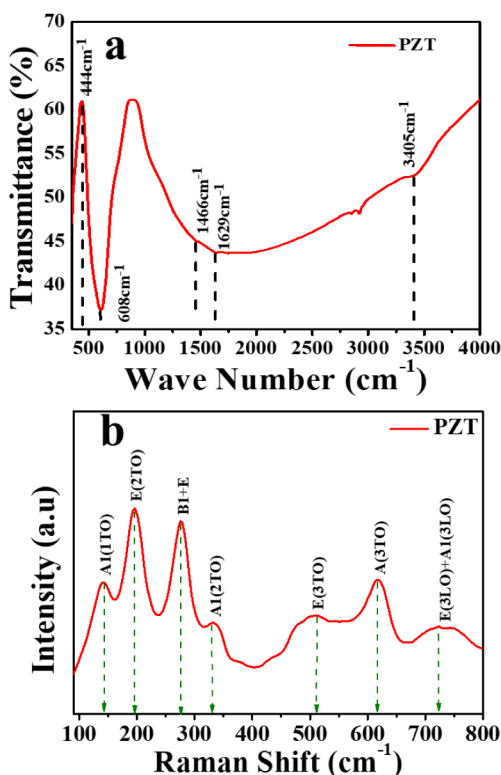 a
PZT
Transmittance (%)
70
65
60
55
50
45
40
35
444cm-1
608cm-1
1466cm-1
1629cm-1
3405cm-1
500 1000 1500 2000 2500 3000 3500 4000
Wave Number (cm-1)
b
PZT
Intensity (a.u)
A1(1TO)
E(2TO)
B1+E
A1(2TO)
E(3TO)
A(3TO)
E(3LO)+A1(3LO)
100 200 300 400 500 600 700 800
Raman Shift (cm-1)